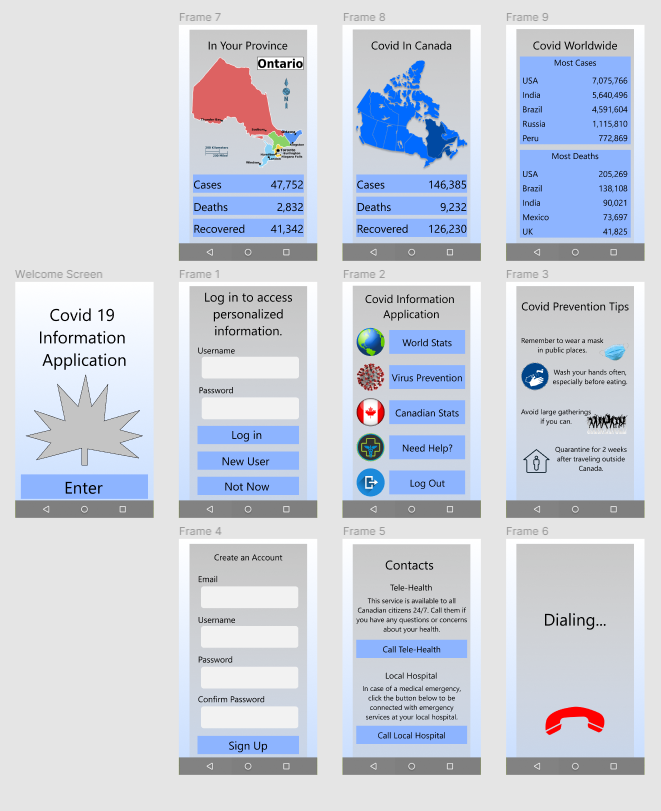 Frame 7
In Your Province
Ontario
N
Ottawa
Toronto
Cases 47,752
Deaths 2,832
Recovered 41,342
Frame 8
Covid In Canada
Cases 146,385
Deaths 9,232
Recovered 126,230
Frame 9
Covid Worldwide
Most Cases
USA 7,075,766
India 5,640,496
Brazil 4,591,604
Russia 1,115,810
Peru 772,869
Most Deaths
USA 205,269
Brazil 138,108
India 90,021
Mexico 73,697
UK 41,825
Welcome Screen
Covid 19
Information
Application
Enter
Frame 1
Log in to access
personalized
information.
Username
Password
Log in
New User
Not Now
Frame 2
Covid Information
Application
World Stats
Virus Prevention
Canadian Stats
Need Help?
Log Out
Frame 3
Covid Prevention Tips
Remember to wear a mask
in public places.
Wash your hands often,
especially before eating.
Avoid large gatherings
if you can.
Quarantine for 2 weeks
after traveling outside
Canada.
Frame 4
Create an Account
Email
Username
Password
Confirm Password
Sign Up
Frame 5
Contacts
Tele-Health
This service is available to all
Canadian citizens 24/7. Call them if
you have any questions or concerns
about your health.
Call Tele-Health
Local Hospital
In case of a medical emergency,
click the button below to be
connected with emergency
services at your local hospital.
Call Local Hospital
Frame 6
Dialing...